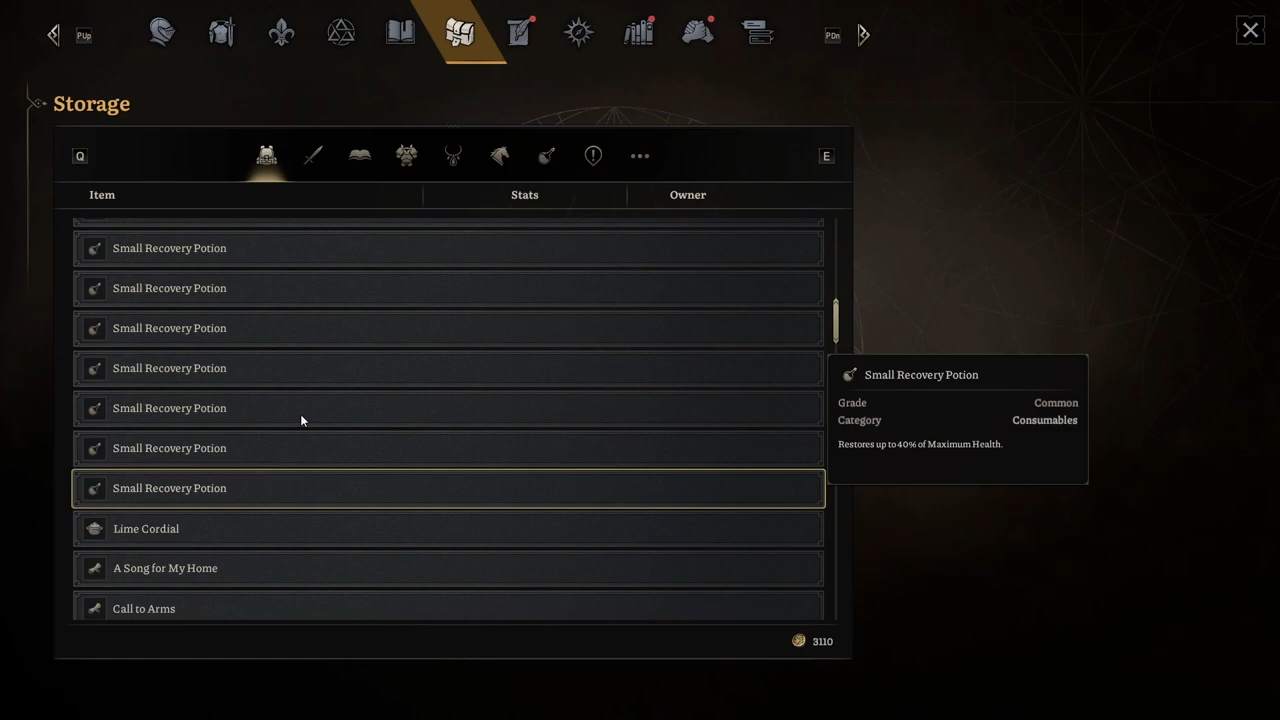 PUp
PDn
Storage
Q
E
Item Stats Owner
Small Recovery Potion
Small Recovery Potion
Small Recovery Potion
Small Recovery Potion
Small Recovery Potion
Small Recovery Potion
Small Recovery Potion
Lime Cordial
A Song for My Home
Call to Arms
3110
Small Recovery Potion
Grade Common
Category Consumables
Restores up to 40% of Maximum Health.